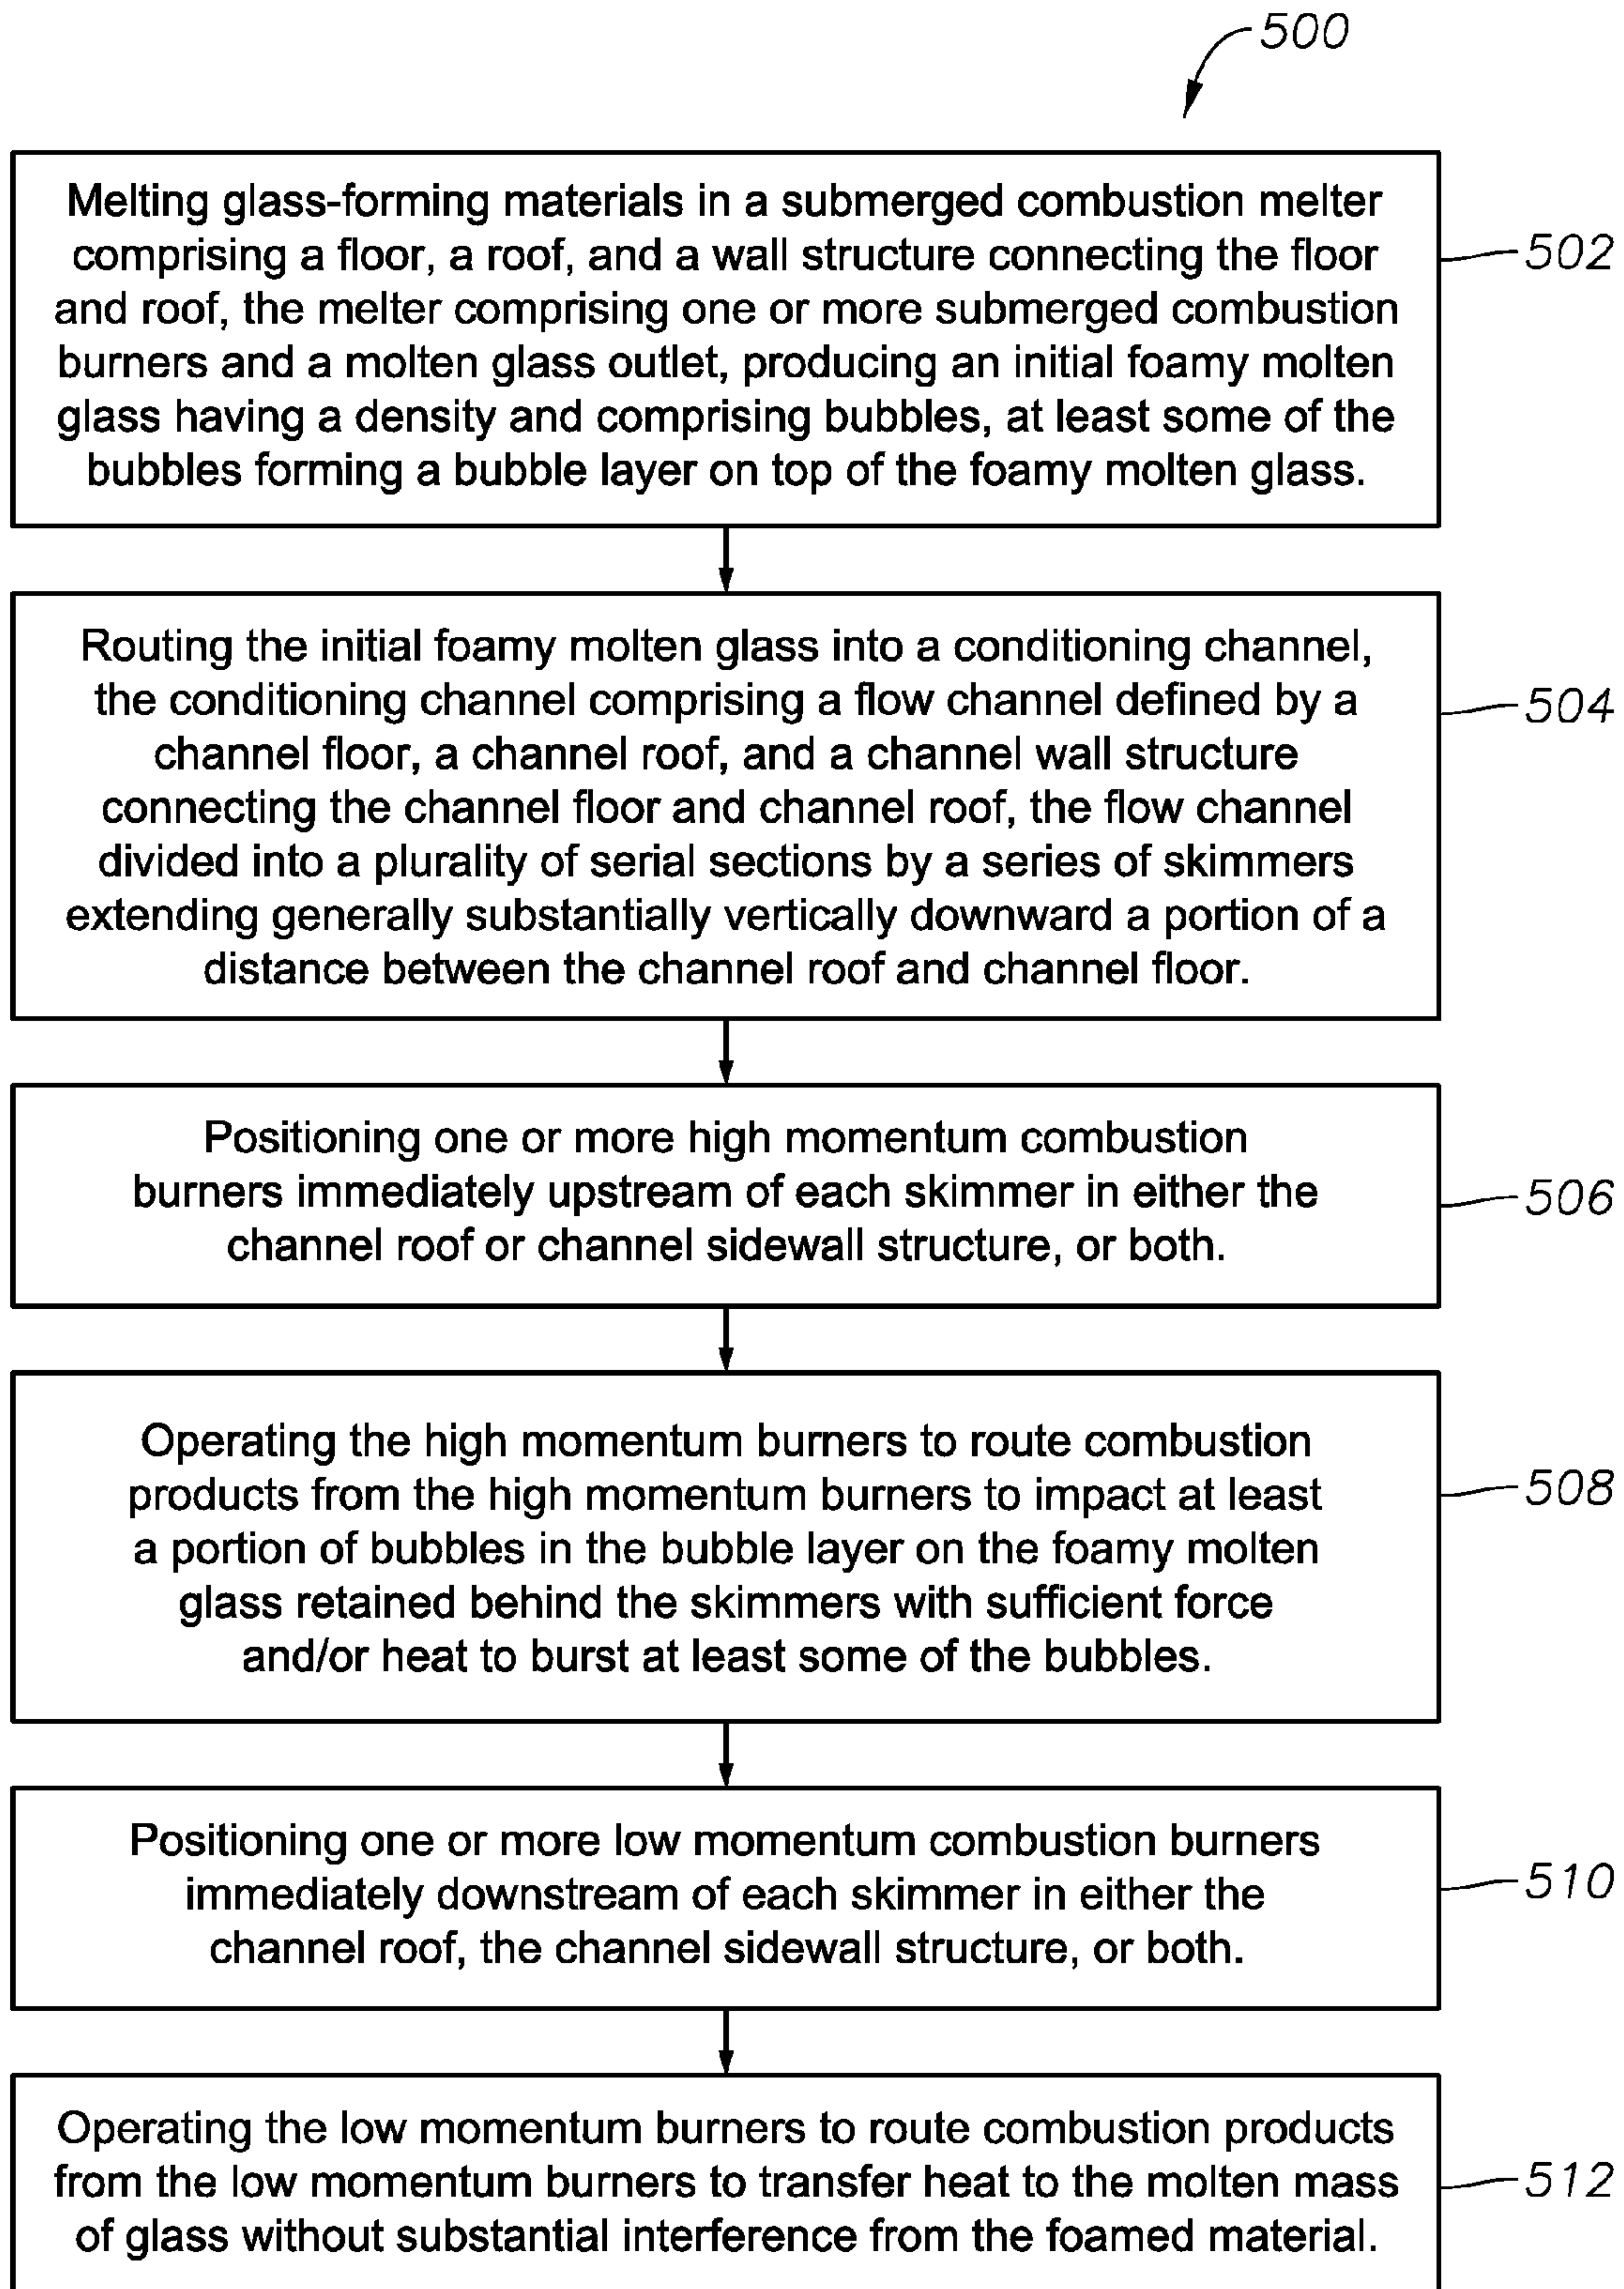 500
Melting glass-forming materials in a submerged combustion melter
comprising a floor, a roof, and a wall structure connecting the floor
and roof, the melter comprising one or more submerged combustion
burners and a molten glass outlet, producing an initial foamy molten
glass having a density and comprising bubbles, at least some of the
bubbles forming a bubble layer on top of the foamy molten glass.
502
Routing the initial foamy molten glass into a conditioning channel,
the conditioning channel comprising a flow channel defined by a
channel floor, a channel roof, and a channel wall structure
connecting the channel floor and channel roof, the flow channel
divided into a plurality of serial sections by a series of skimmers
extending generally substantially vertically downward a portion of a
distance between the channel roof and channel floor.
504
Positioning one or more high momentum combustion
burners immediately upstream of each skimmer in either the
channel roof or channel sidewall structure, or both.
506
Operating the high momentum burners to route combustion
products from the high momentum burners to impact at least
a portion of bubbles in the bubble layer on the foamy molten
glass retained behind the skimmers with sufficient force
and/or heat to burst at least some of the bubbles.
508
Positioning one or more low momentum combustion burners
immediately downstream of each skimmer in either the
channel roof, the channel sidewall structure, or both.
510
Operating the low momentum burners to route combustion products
from the low momentum burners to transfer heat to the molten mass
of glass without substantial interference from the foamed material.
512